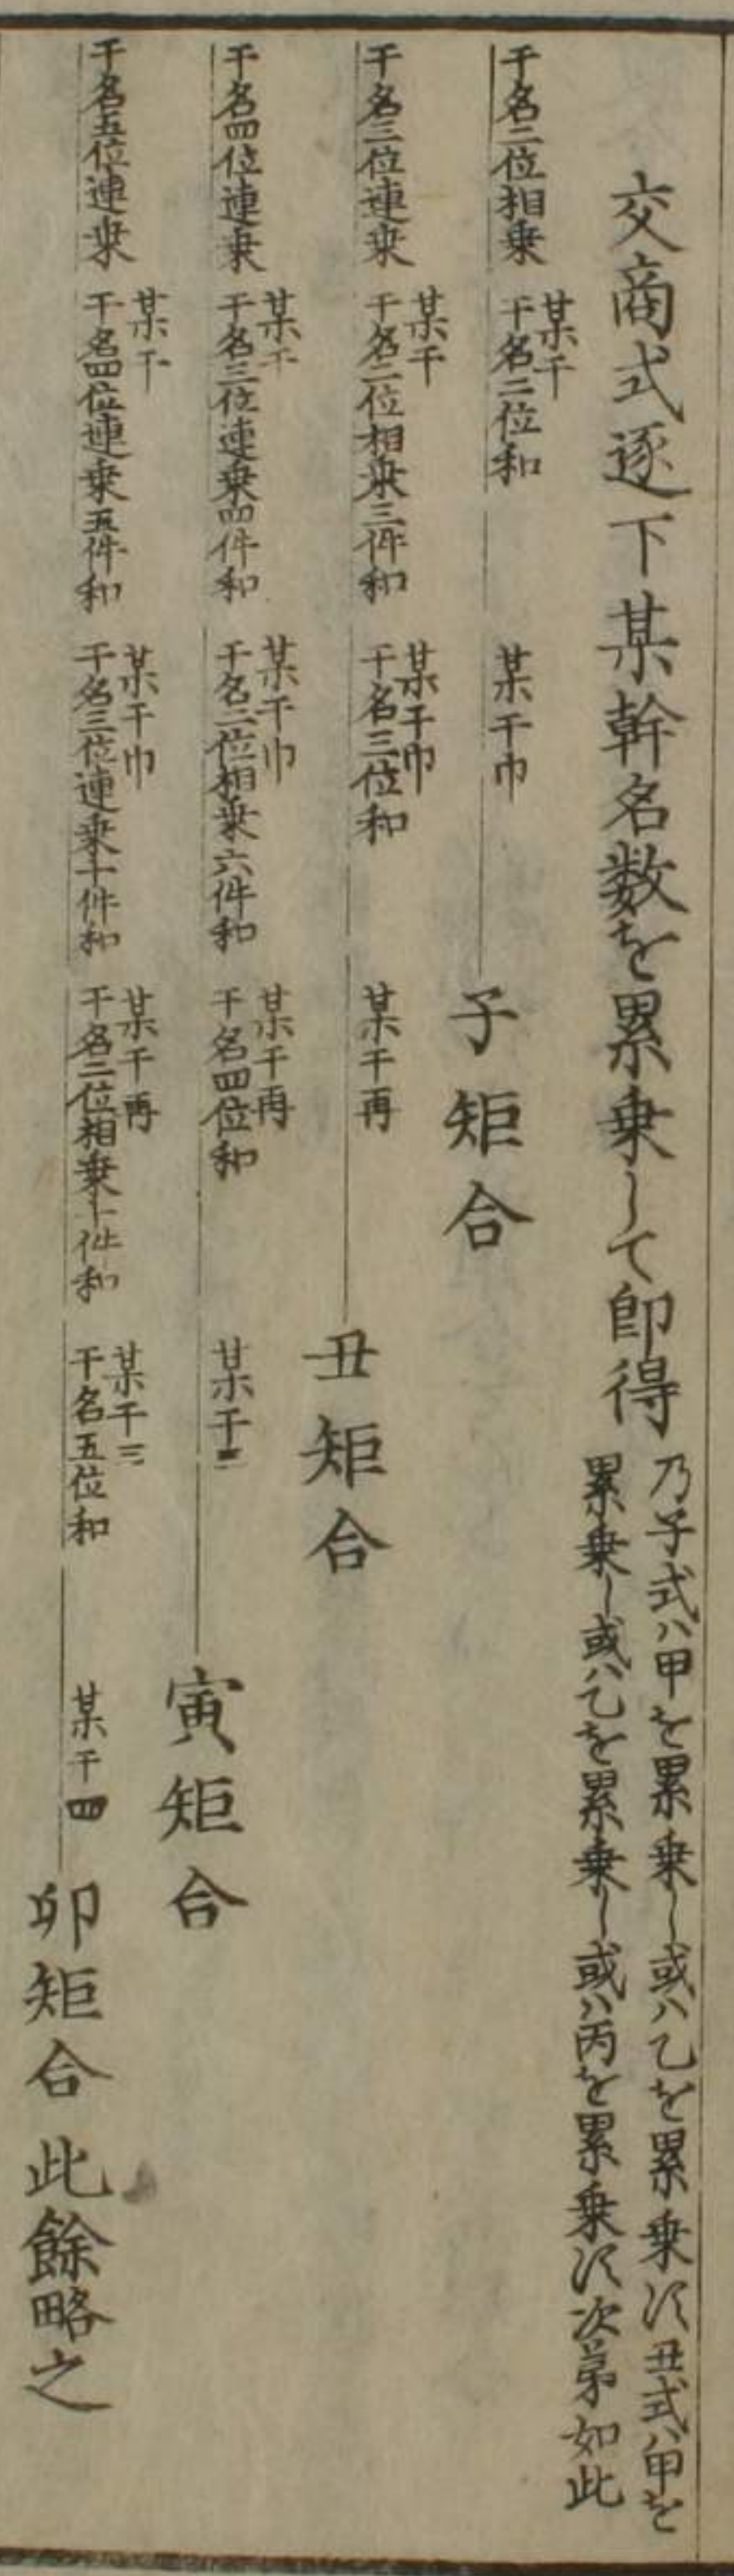 交商式逐下某幹名数を累乗して即得
乃子式ハ甲を累乗し或ハ乙を累乗ス丑式ハ甲を
累乗し或ハ乙を累乗し或ハ丙を累乗ス次第如此
干名二位相乗
某干
干名二位和
某干巾
子矩合
干名三位連乗
某干
干名二位相乗三件和
某干巾
干名三位和
某干再
丑矩合
干名四位連乗
某干
干名三位連乗四件和
某干巾
干名二位相乗六件和
某干再
干名四位和
某干三
寅矩合
干名五位連乗
某干
干名四位連乗五件和
某干巾
干名三位連乗十件和
某干再
干名二位相乗十件和
某干三
干名五位和
某干四
卯矩合此餘略之